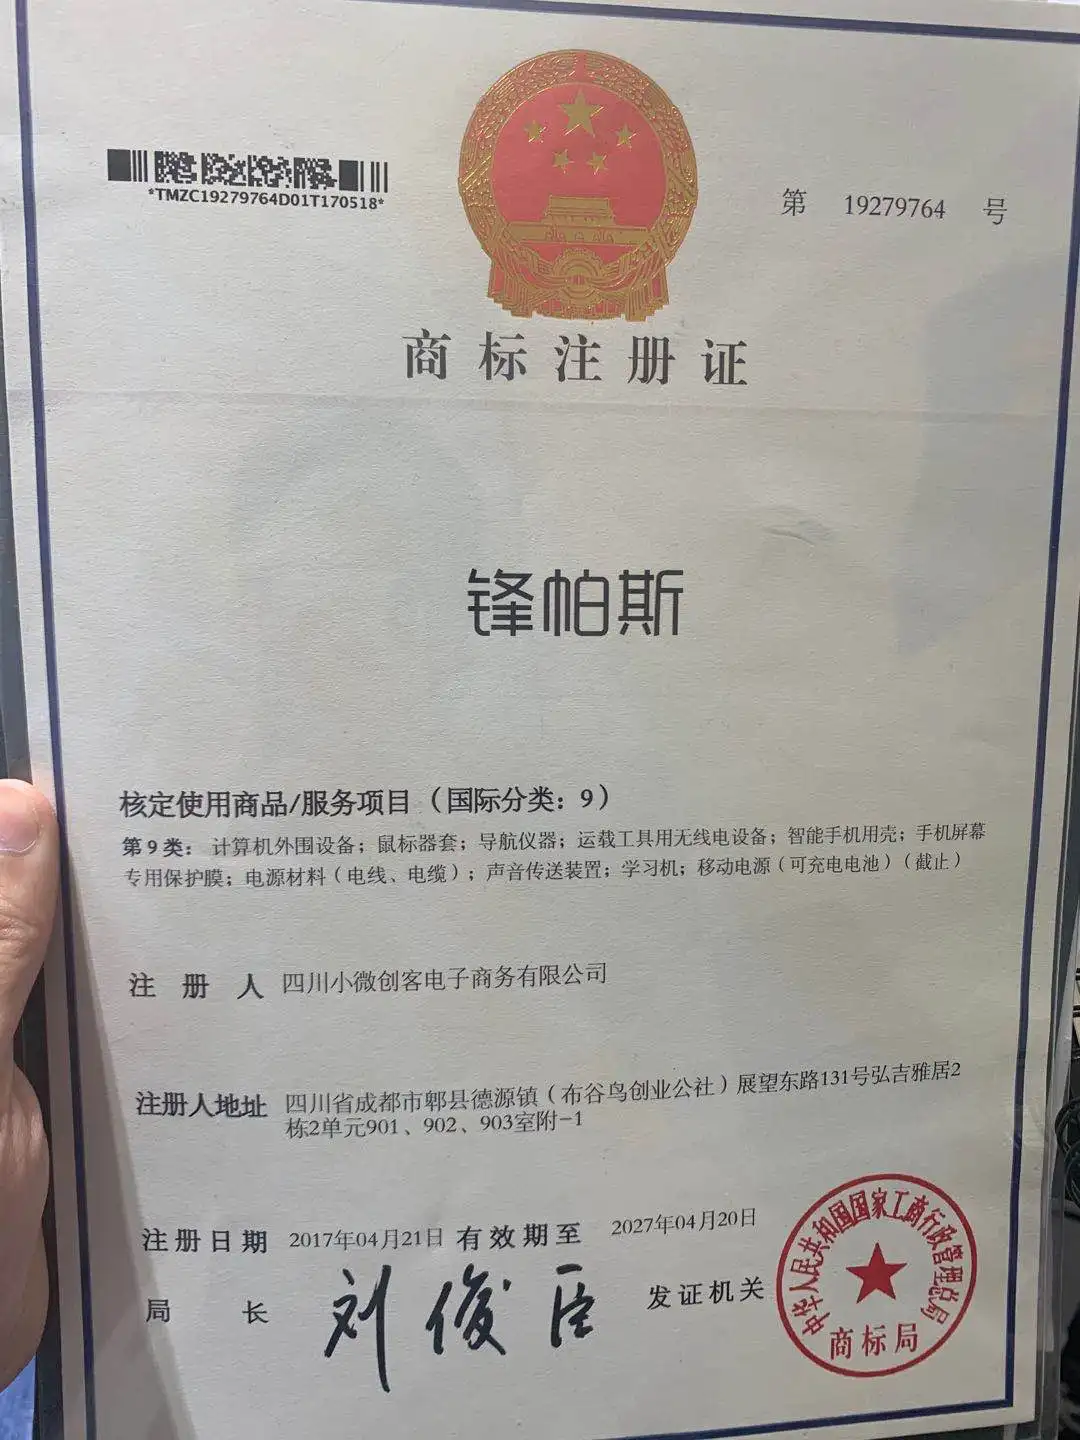 *TMZC19279764D01T170518*
第 19279764 号
商标注册证
锋帕斯
核定使用商品/服务项目（国际分类：9）
第9类：计算机外围设备；鼠标器套；导航仪器；运载工具用无线电设备；智能手机用壳；手机屏幕
专用保护膜；电源材料（电线、电缆）；声音传送装置；学习机；移动电源（可充电电池）（截止）
注册人 四川小微创客电子商务有限公司
注册人地址 四川省成都市郫县德源镇（布谷鸟创业公社）展望东路131号弘吉雅居2
栋2单元901、902、903室附-1
注册日期 2017年04月21日 有效期至 2027年04月20日
局长 刘俊臣 发证机关
中华人民共和国国家工商行政管理总局
商标局